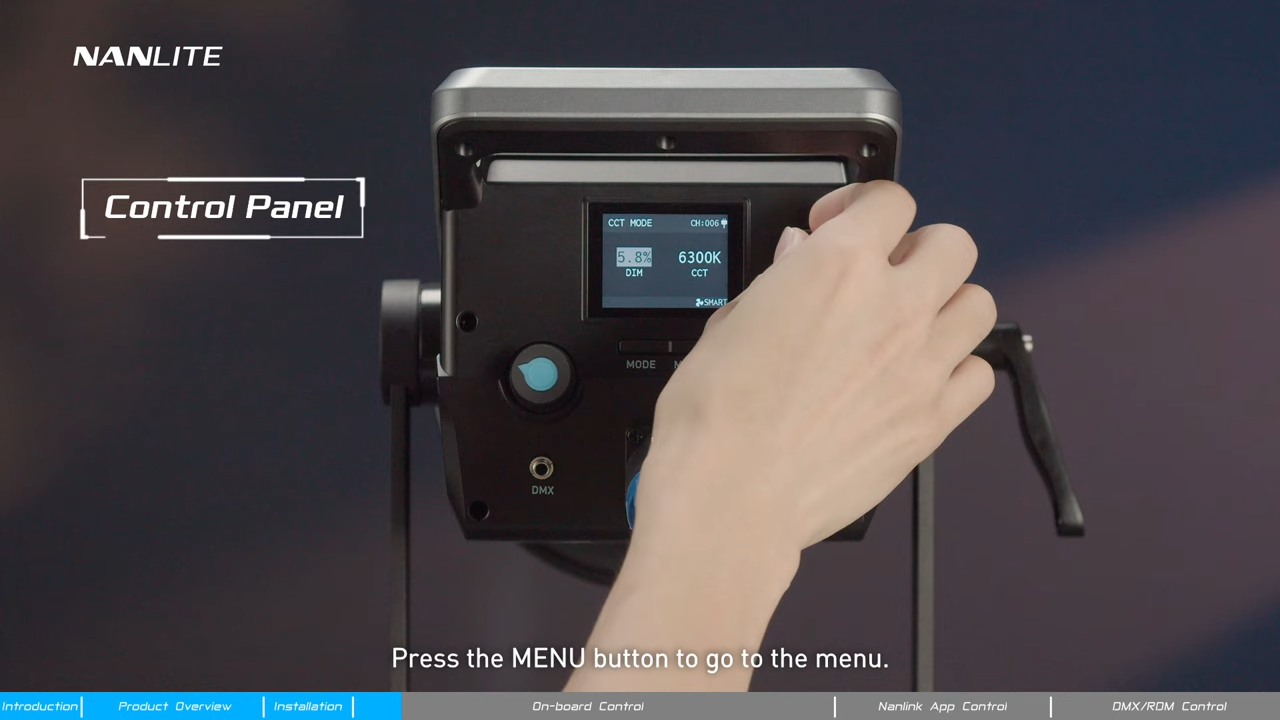 NANLITE
Control Panel
CCT MODE
CH:006
5.8%
6300K
DIM
CCT
SMART
MODE
DMX
Press the MENU button to go to the menu.
Introduction
Product Overview
Installation
On-board Control
Nanlink App Control
DMX/RDM Control